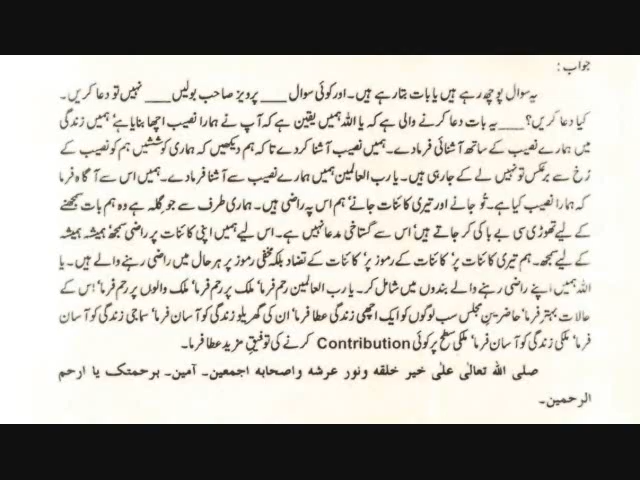 جواب :
یہ سوال پوچھ رہے ہیں یا بات بتا رہے ہیں۔ اور کوئی سوال ___ پرویز صاحب بولیں ___ نہیں تو دعا کریں۔
کیا دعا کریں؟ ___ یہ بات دعا کرنے والی ہے کہ یا اللہ ہمیں یقین ہے کہ آپ نے ہمارا نصیب اچھا بنایا ہے' ہمیں زندگی
میں ہمارے نصیب کے ساتھ آشنائی فرما دے۔ ہمیں نصیب آشنا کر دے تا کہ ہم دیکھیں کہ ہماری کوششیں ہم کو نصیب کے
رُخ سے برعکس تو نہیں لے کے جا رہی ہیں۔ یا رب العالمین ہمیں ہمارے نصیب سے آشنا فرما دے۔ ہمیں اس سے آگاہ فرما
کہ ہمارا نصیب کیا ہے۔ تُو جانے اور تیری کائنات جانے' ہم اس پہ راضی ہیں۔ ہماری طرف سے جو گلہ ہے وہ ہم بات سمجھنے
کے لیے تھوڑی سی بے باکی کر جاتے ہیں' اس سے گستاخی مدعا نہیں ہے۔ اس لیے ہمیں اپنی کائنات پر راضی سمجھ' ہمیشہ ہمیشہ
کے لیے سمجھ۔ ہم تیری کائنات پر' کائنات کے رموز پر' کائنات کے تضاد بلکہ مخفی رموز پر ہر حال میں راضی رہنے والے ہیں۔ یا
اللہ ہمیں اپنے راضی رہنے والے بندوں میں شامل کر۔ یا رب العالمین رحم فرما' ملک پر رحم فرما' ملک والوں پر رحم فرما' اس کے
حالات بہتر فرما' حاضرینِ مجلس سب لوگوں کو ایک اچھی زندگی عطا فرما' ان کی گھریلو زندگی کو آسان فرما' سماجی زندگی کو آسان
فرما' ملکی زندگی کو آسان فرما' ملکی سطح پر کوئی Contribution کرنے کی توفیق مزید عطا فرما۔
صلی اللہ تعالٰی علٰی خیر خلقه ونور عرشه واصحابه اجمعین۔ آمین۔ برحمتک یا ارحم
الرحمین۔